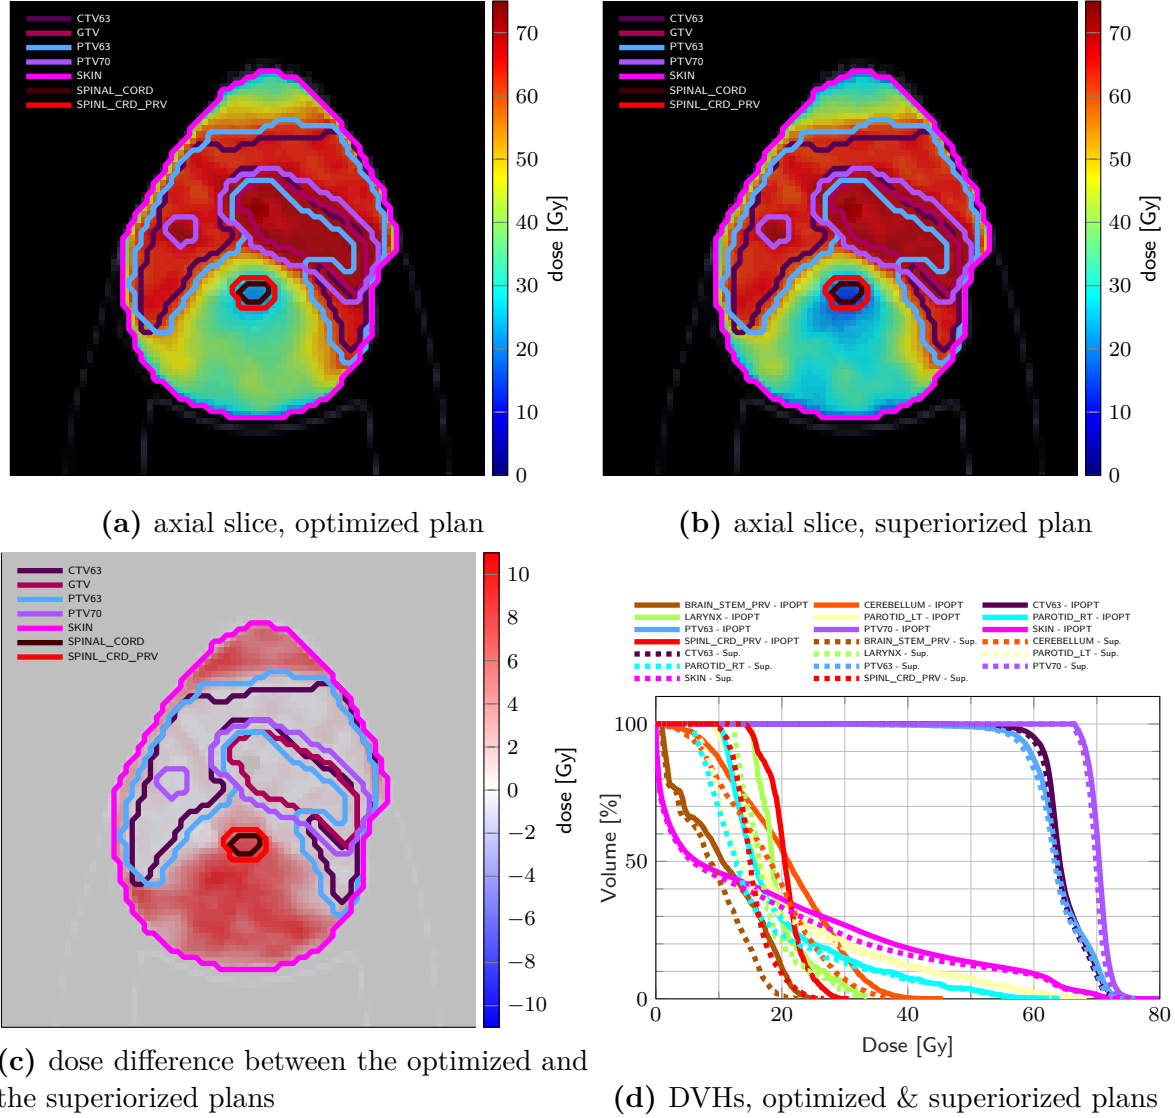 CTV63
GTV
PTV63
PTV70
SKIN
SPINAL_CORD
SPINL_CRD_PRV
70
60
50
40
30
20
10
0
dose [Gy]
(a) axial slice, optimized plan
CTV63
GTV
PTV63
PTV70
SKIN
SPINAL_CORD
SPINL_CRD_PRV
70
60
50
40
30
20
10
0
dose [Gy]
(b) axial slice, superiorized plan
CTV63
GTV
PTV63
PTV70
SKIN
SPINAL_CORD
SPINL_CRD_PRV
10
8
6
4
2
0
−2
−4
−6
−8
−10
dose [Gy]
(c) dose difference between the optimized and
the superiorized plans
BRAIN_STEM_PRV - IPOPT CEREBELLUM - IPOPT CTV63 - IPOPT
LARYNX - IPOPT PAROTID_LT - IPOPT PAROTID_RT - IPOPT
PTV63 - IPOPT PTV70 - IPOPT SKIN - IPOPT
SPINL_CRD_PRV - IPOPT BRAIN_STEM_PRV - Sup. CEREBELLUM - Sup.
CTV63 - Sup. LARYNX - Sup. PAROTID_LT - Sup.
PAROTID_RT - Sup. PTV63 - Sup. PTV70 - Sup.
SKIN - Sup. SPINL_CRD_PRV - Sup.
100
50
0
Volume [%]
0 20 40 60 80
Dose [Gy]
(d) DVHs, optimized & superiorized plans